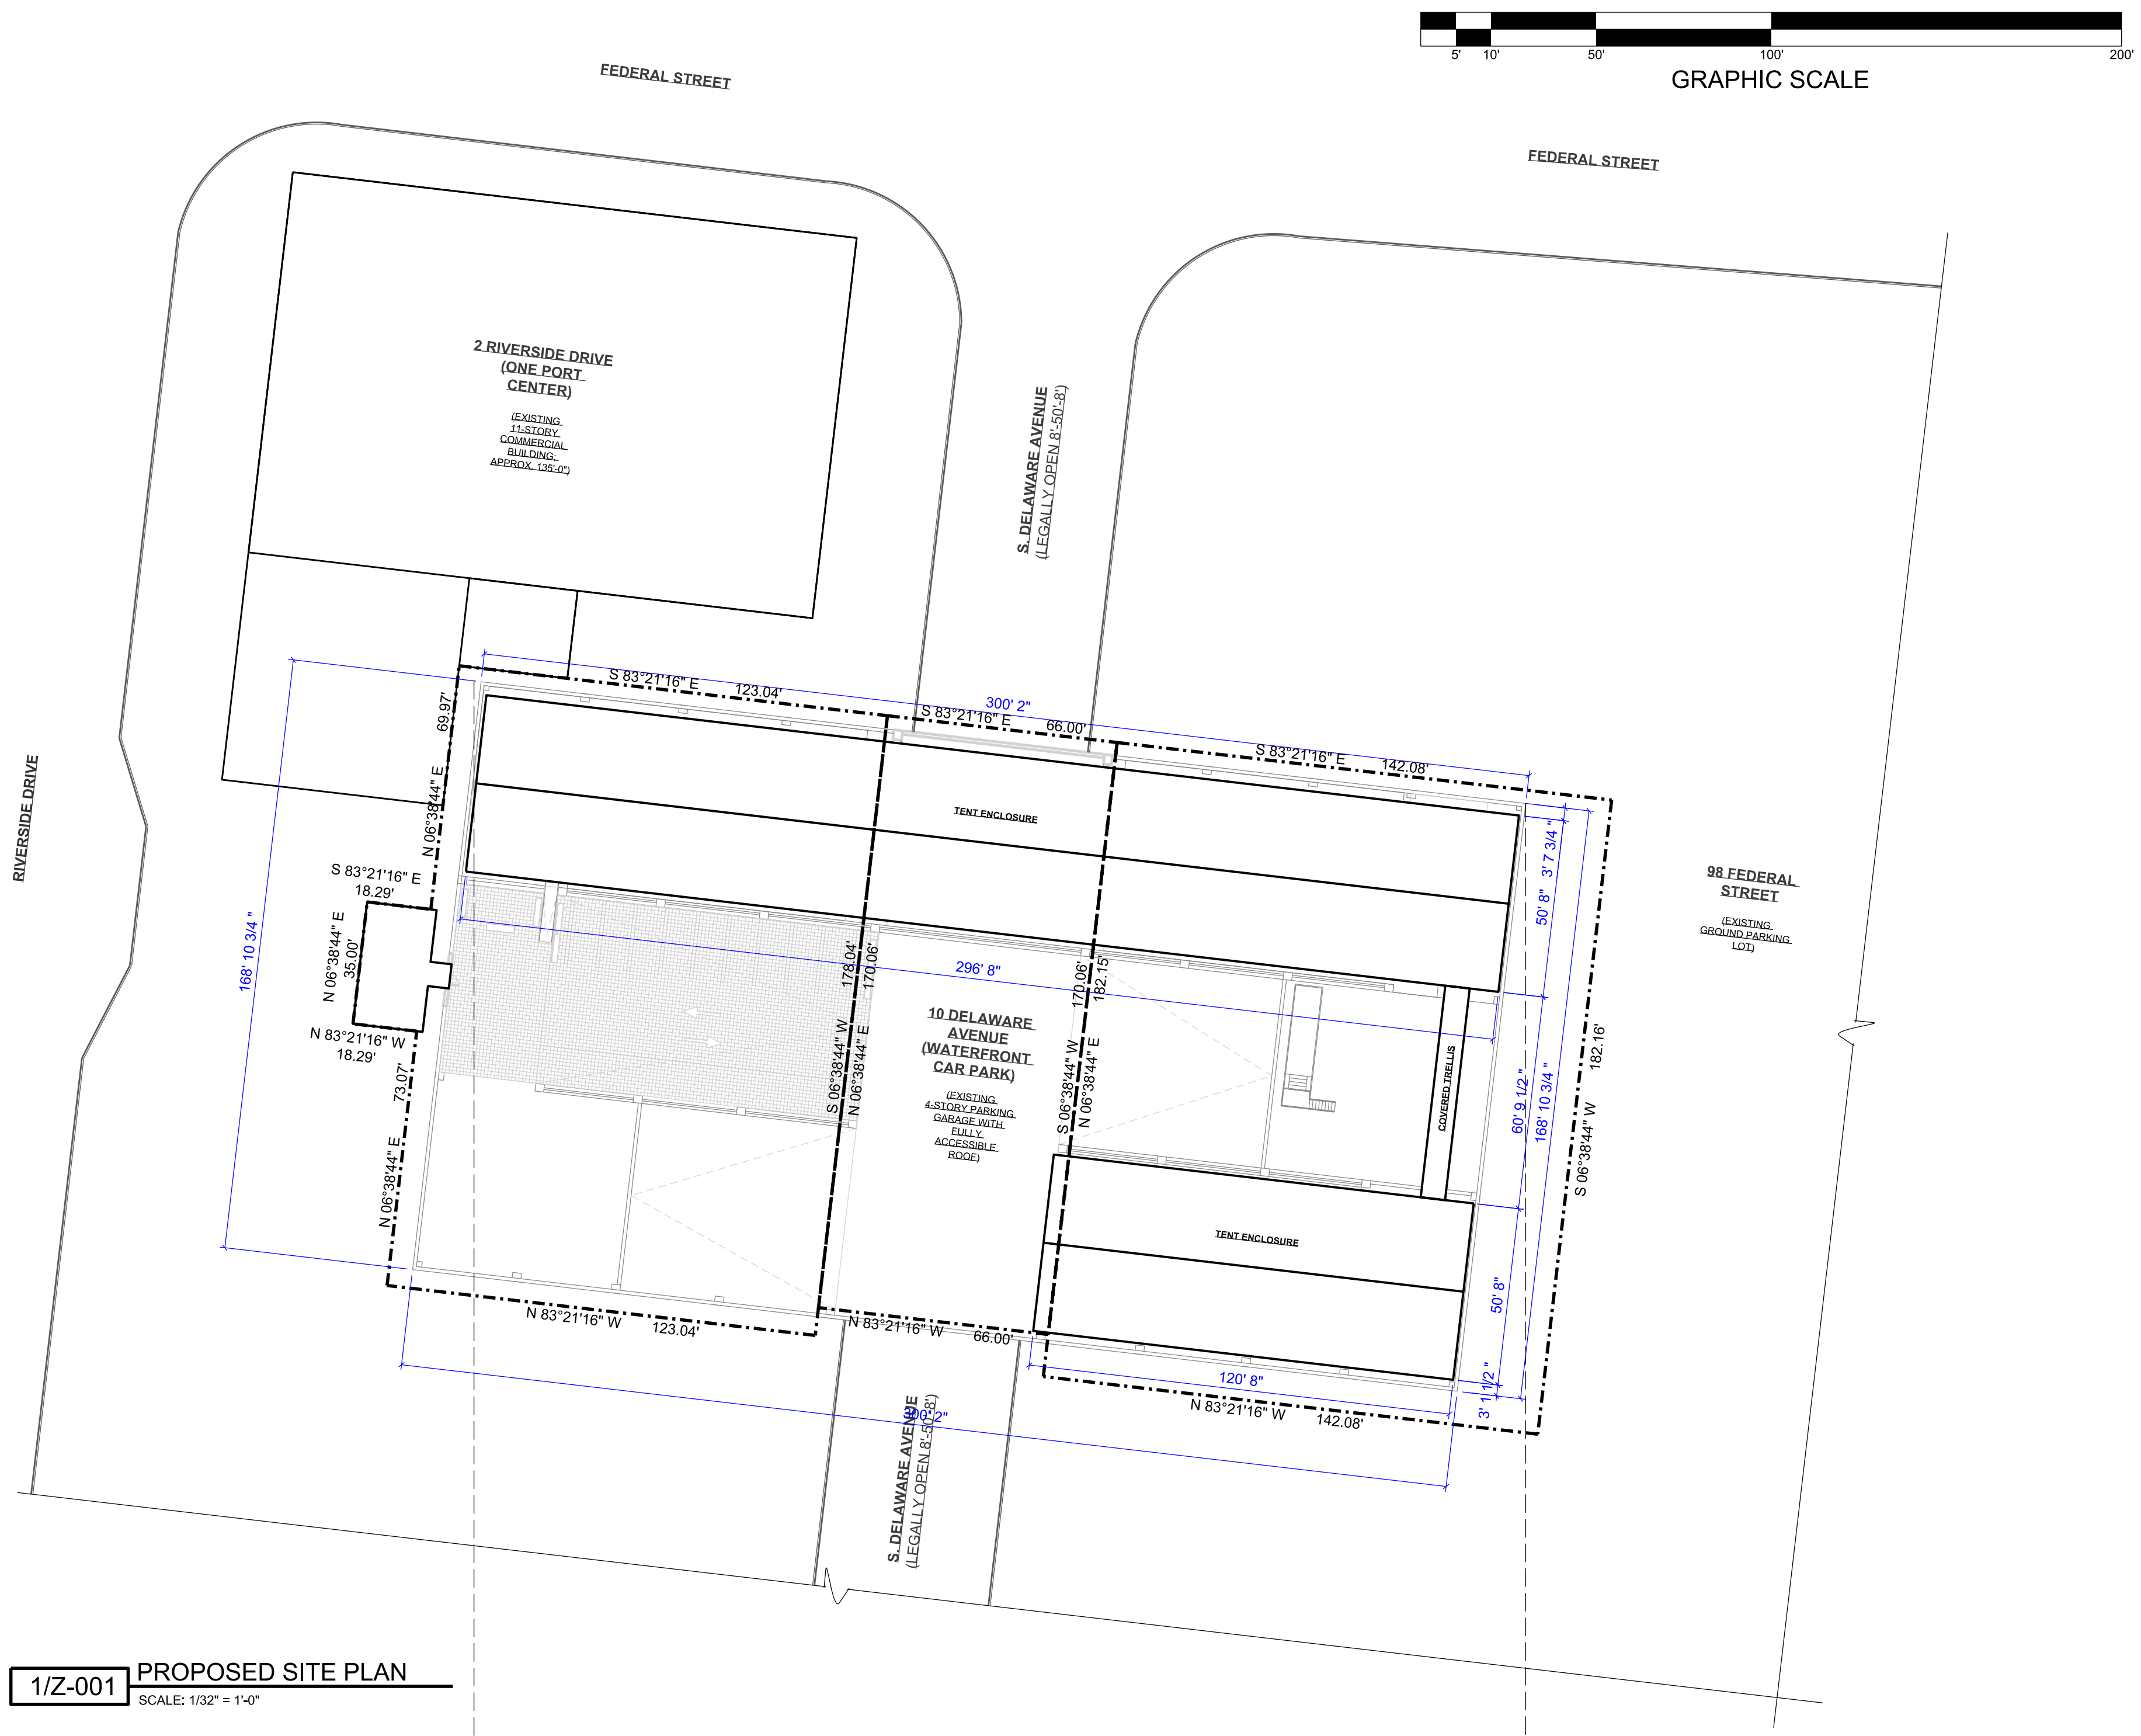 5' 10' 50' 100' 200'
GRAPHIC SCALE
FEDERAL STREET
FEDERAL STREET
2 RIVERSIDE DRIVE
(ONE PORT
CENTER)
(EXISTING
11-STORY
COMMERCIAL
BUILDING;
APPROX. 135'-0")
S. DELAWARE AVENUE
(LEGALLY OPEN 8'-50'-8')
RIVERSIDE DRIVE
S 83°21'16" E 123.04'
300' 2"
S 83°21'16" E 66.00'
S 83°21'16" E 142.08'
69.97'
N 06°38'44" E
TENT ENCLOSURE
3' 7 3/4 "
50' 8"
S 83°21'16" E
18.29'
N 06°38'44" E
35.00'
N 83°21'16" W
18.29'
168' 10 3/4 "
296' 8"
178.04'
170.06'
S 06°38'44" W
N 06°38'44" E
170.06'
182.15'
S 06°38'44" W
N 06°38'44" E
10 DELAWARE
AVENUE
(WATERFRONT
CAR PARK)
(EXISTING
4-STORY PARKING
GARAGE WITH
FULLY
ACCESSIBLE
ROOF)
COVERED TRELLIS
60' 9 1/2 "
168' 10 3/4 "
182.16'
S 06°38'44" W
98 FEDERAL
STREET
(EXISTING
GROUND PARKING
LOT)
73.07'
N 06°38'44" E
TENT ENCLOSURE
50' 8"
3' 1 1/2 "
N 83°21'16" W 123.04'
N 83°21'16" W 66.00'
120' 8"
N 83°21'16" W 142.08'
300' 2"
S. DELAWARE AVENUE
(LEGALLY OPEN 8'-50'-8')
1/Z-001
PROPOSED SITE PLAN
SCALE: 1/32" = 1'-0"